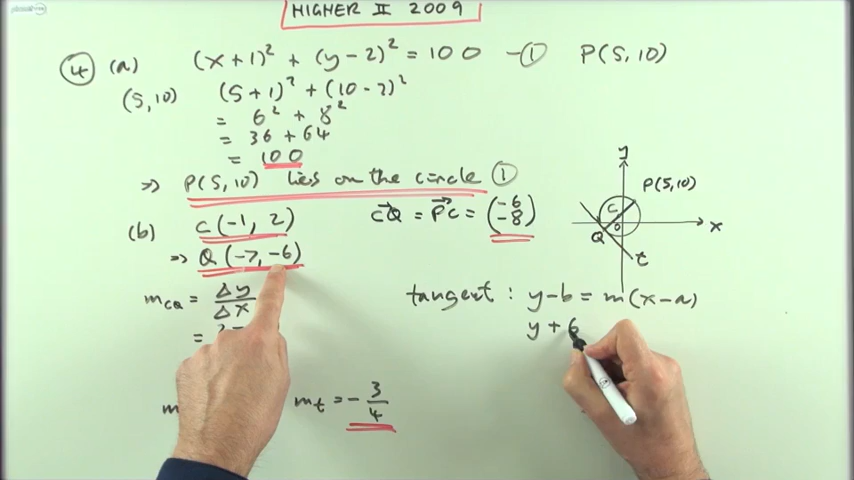 HIGHER II 2009
4 (a) (x+1)² + (y-2)² = 100 - ① P(5,10)
(5,10) (5+1)² + (10-2)²
= 6² + 8²
= 36 + 64
= 100
=> P(5,10) lies on the circle ①
(b) C(-1, 2) CQ = PC = (-6 -8)
=> Q(-7, -6)
m CQ = Δy/Δx
=
m
m t = - 3/4
tangent : y-b = m(x-a)
y + 6
y
P(5,10)
C
O
x
Q
t